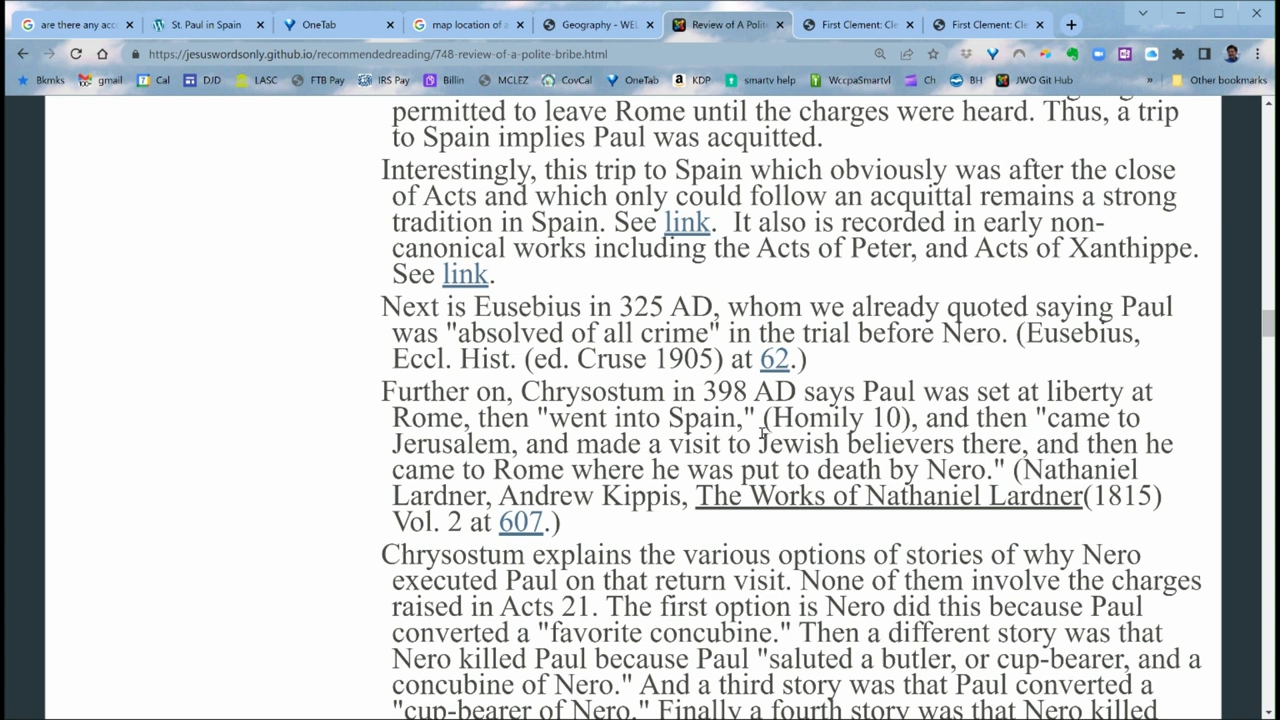 are there any acc
St. Paul in Spain
OneTab
map location of a
Geography - WEL
Review of A Polit
First Clement: Cle
First Clement: Cle
https://jesuswordsonly.github.io/recommendedreading/748-review-of-a-polite-bribe.html
Bkmks
gmail
Cal
DJD
LASC
FTB Pay
IRS Pay
Billin
MCLEZ
CovCal
OneTab
KDP
smartv help
WccpaSmartvl
Ch
BH
JWO Git Hub
»
Other bookmarks
permitted to leave Rome until the charges were heard. Thus, a trip
to Spain implies Paul was acquitted.
Interestingly, this trip to Spain which obviously was after the close
of Acts and which only could follow an acquittal remains a strong
tradition in Spain. See link. It also is recorded in early non-
canonical works including the Acts of Peter, and Acts of Xanthippe.
See link.
Next is Eusebius in 325 AD, whom we already quoted saying Paul
was "absolved of all crime" in the trial before Nero. (Eusebius,
Eccl. Hist. (ed. Cruse 1905) at 62.)
Further on, Chrysostum in 398 AD says Paul was set at liberty at
Rome, then "went into Spain," (Homily 10), and then "came to
Jerusalem, and made a visit to Jewish believers there, and then he
came to Rome where he was put to death by Nero." (Nathaniel
Lardner, Andrew Kippis, The Works of Nathaniel Lardner(1815)
Vol. 2 at 607.)
Chrysostum explains the various options of stories of why Nero
executed Paul on that return visit. None of them involve the charges
raised in Acts 21. The first option is Nero did this because Paul
converted a "favorite concubine." Then a different story was that
Nero killed Paul because Paul "saluted a butler, or cup-bearer, and a
concubine of Nero." And a third story was that Paul converted a
"cup-bearer of Nero." Finally a fourth story was that Nero killed